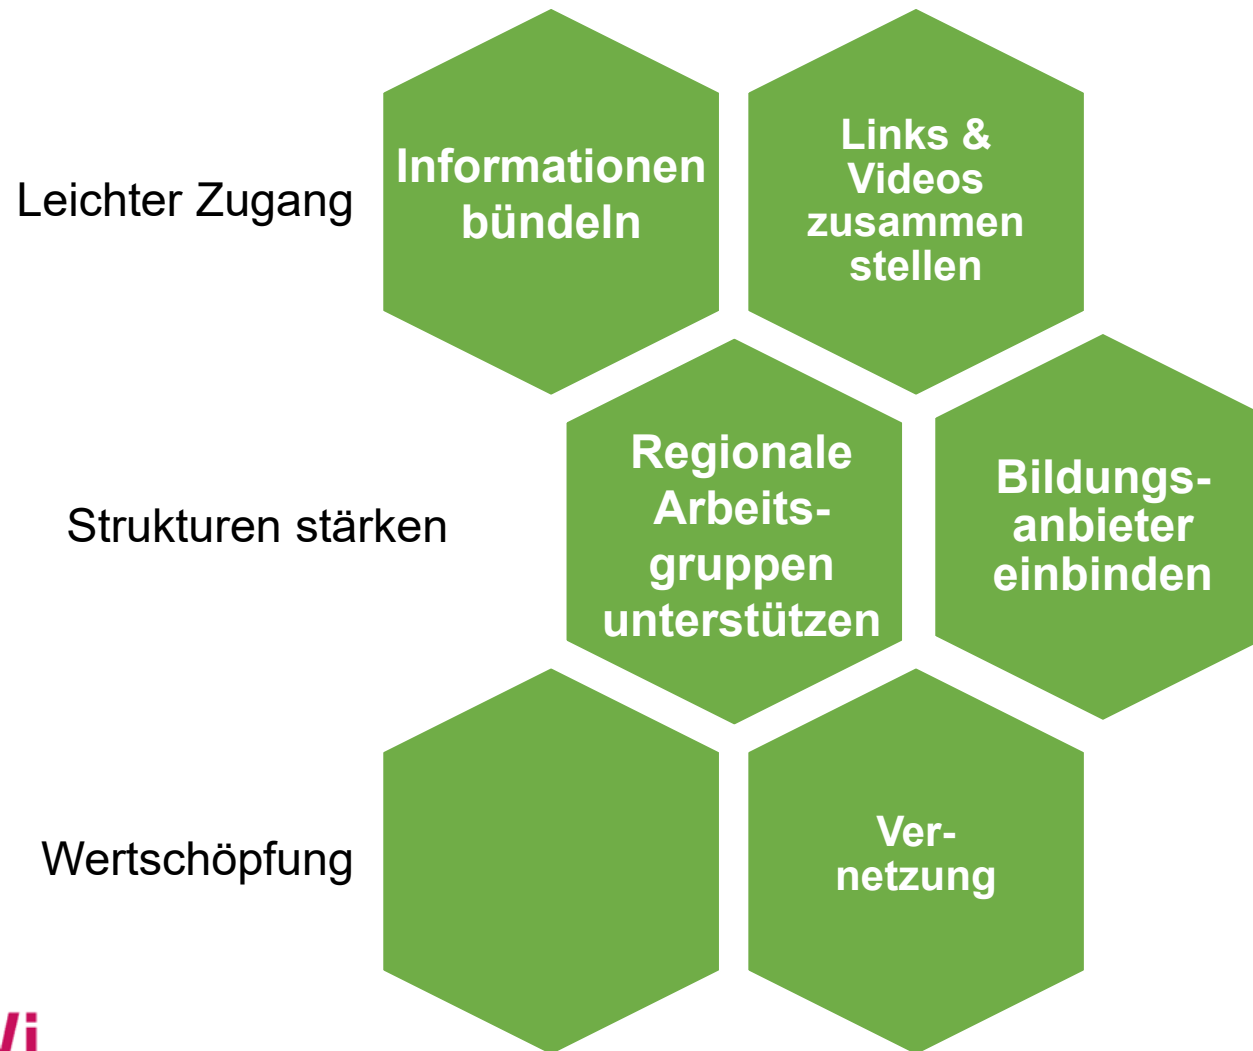 Leichter Zugang
Informationen
bündeln
Links &
Videos
zusammen
stellen
Strukturen stärken
Regionale
Arbeits-
gruppen
unterstützen
Bildungs-
anbieter
einbinden
Wertschöpfung
Ver-
netzung